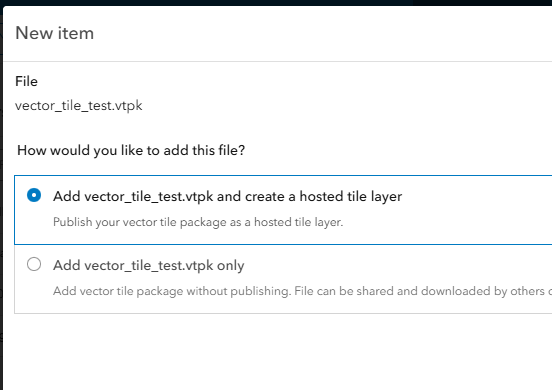 New item
File
vector_tile_test.vtpk
How would you like to add this file?
Add vector_tile_test.vtpk and create a hosted tile layer
Publish your vector tile package as a hosted tile layer.
Add vector_tile_test.vtpk only
Add vector tile package without publishing. File can be shared and downloaded by others